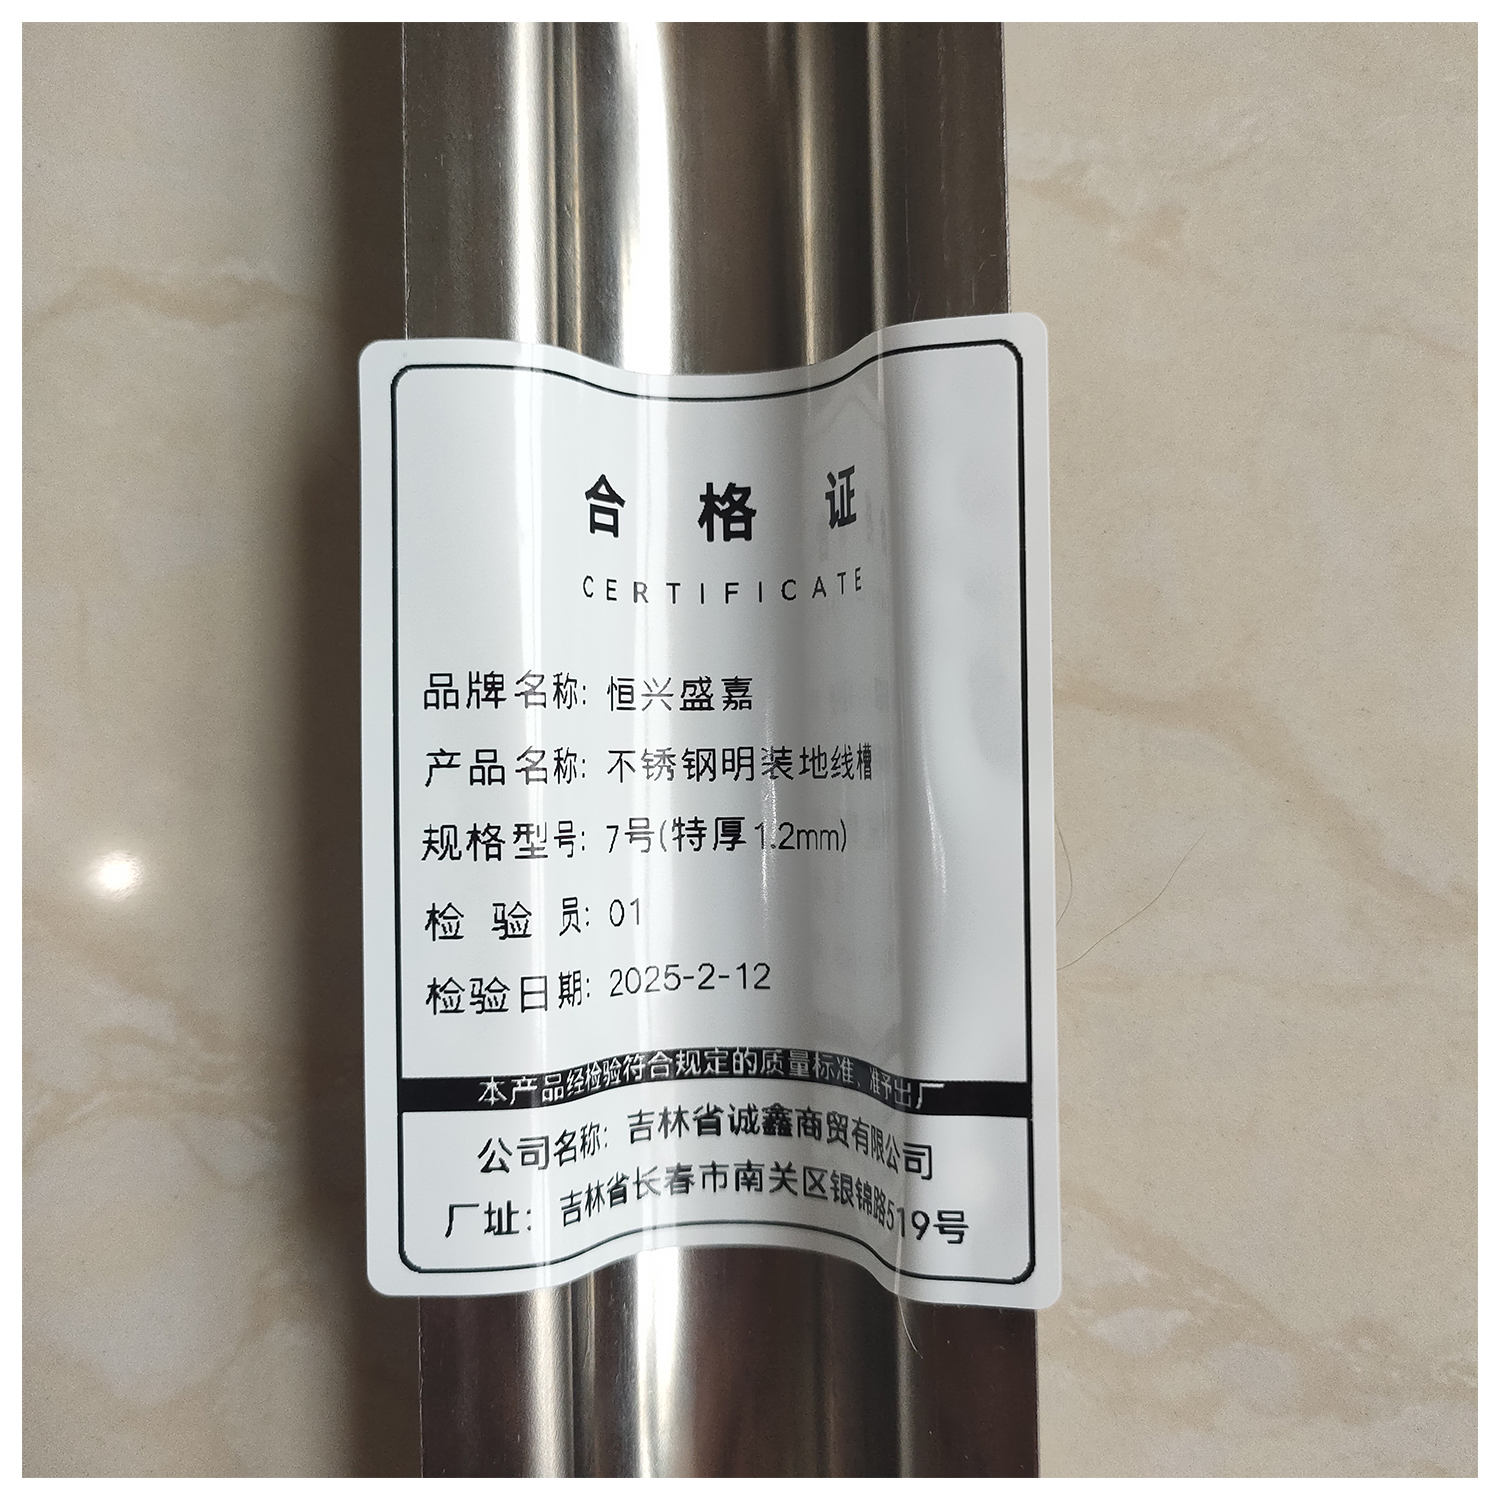 合格证
CERTIFICATE
品牌名称: 恒兴盛嘉
产品名称: 不锈钢明装地线槽
规格型号: 7号(特厚1.2mm)
检验员: 01
检验日期: 2025-2-12
本产品经检验符合规定的质量标准、准予出厂
公司名称: 吉林省诚鑫商贸有限公司
厂址: 吉林省长春市南关区银锦路519号